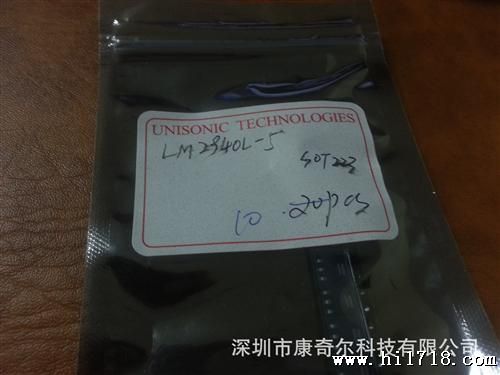 UNISONIC TECHNOLOGIES
LM2940L-5
SOT223
10. 20pcs
深圳市康奇尔科技有限公司
www.hi1718.com